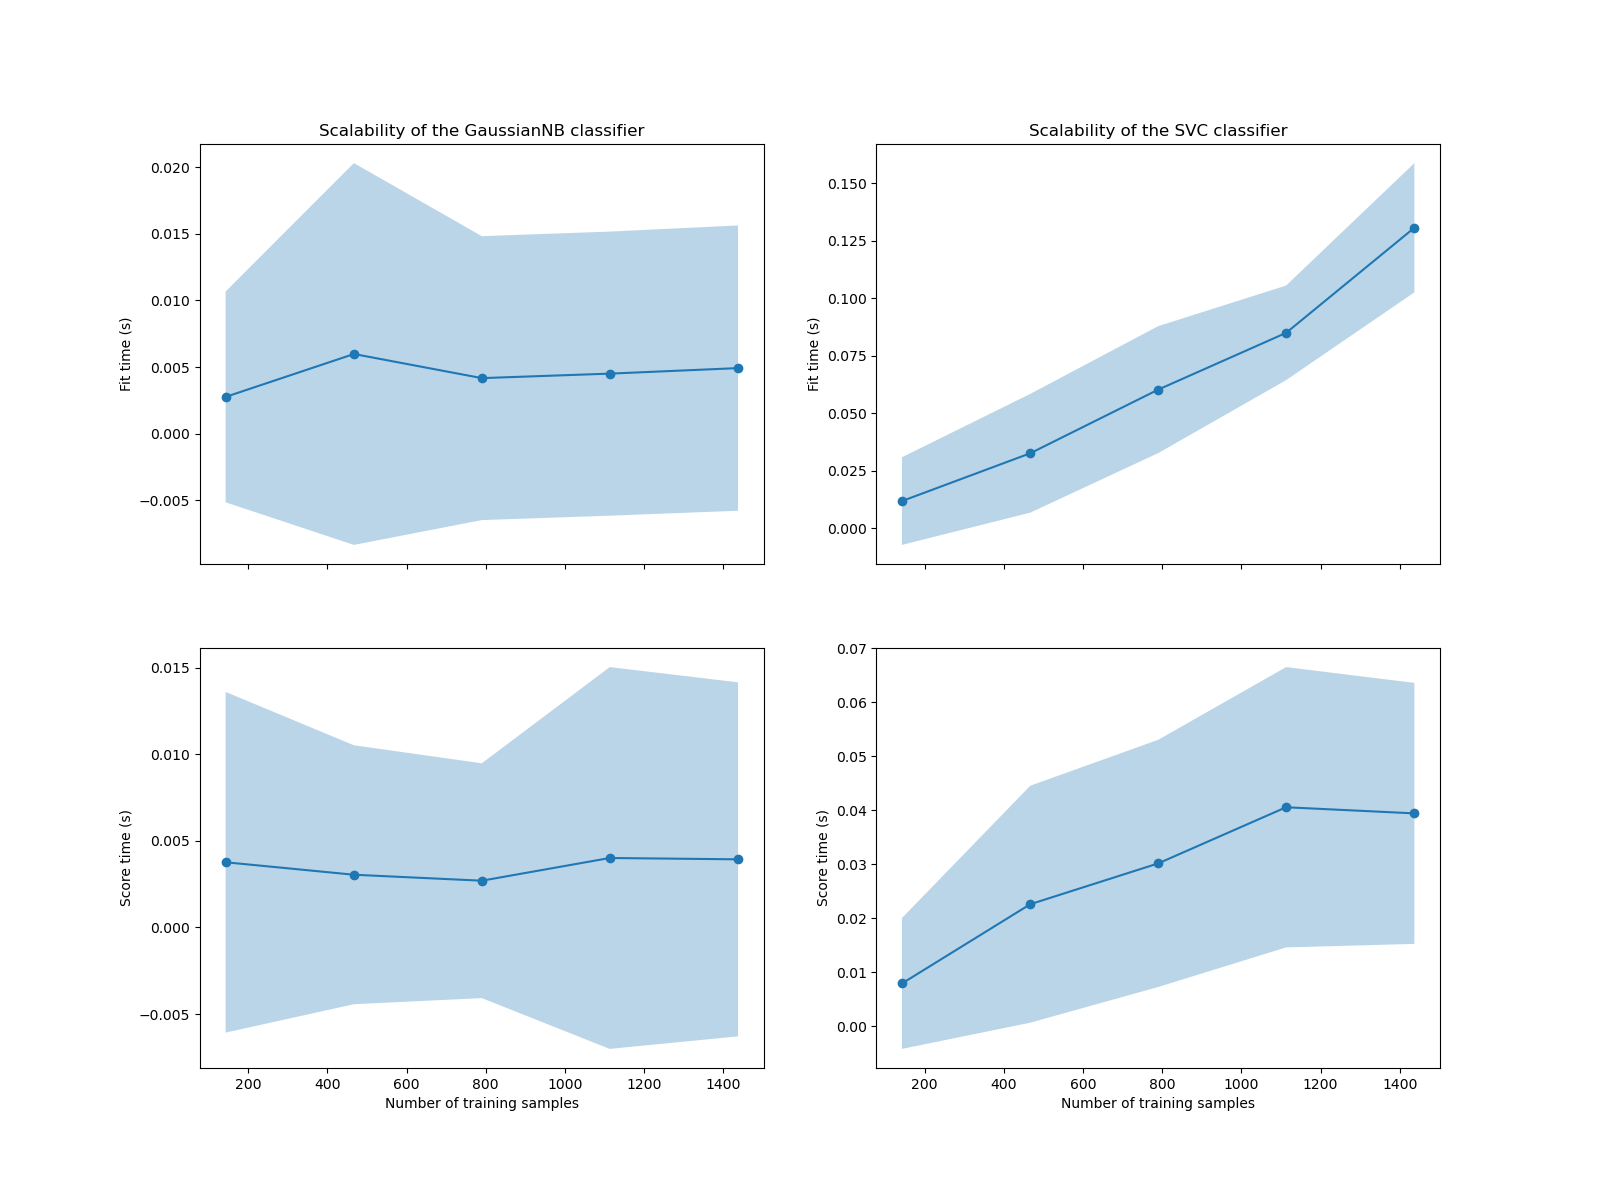 Scalability of the GaussianNB classifier
0.020
0.015
0.010
0.005
0.000
−0.005
Fit time (s)
Scalability of the SVC classifier
0.150
0.125
0.100
0.075
0.050
0.025
0.000
Fit time (s)
0.015
0.010
0.005
0.000
−0.005
Score time (s)
200 400 600 800 1000 1200 1400
Number of training samples
0.07
0.06
0.05
0.04
0.03
0.02
0.01
0.00
Score time (s)
200 400 600 800 1000 1200 1400
Number of training samples